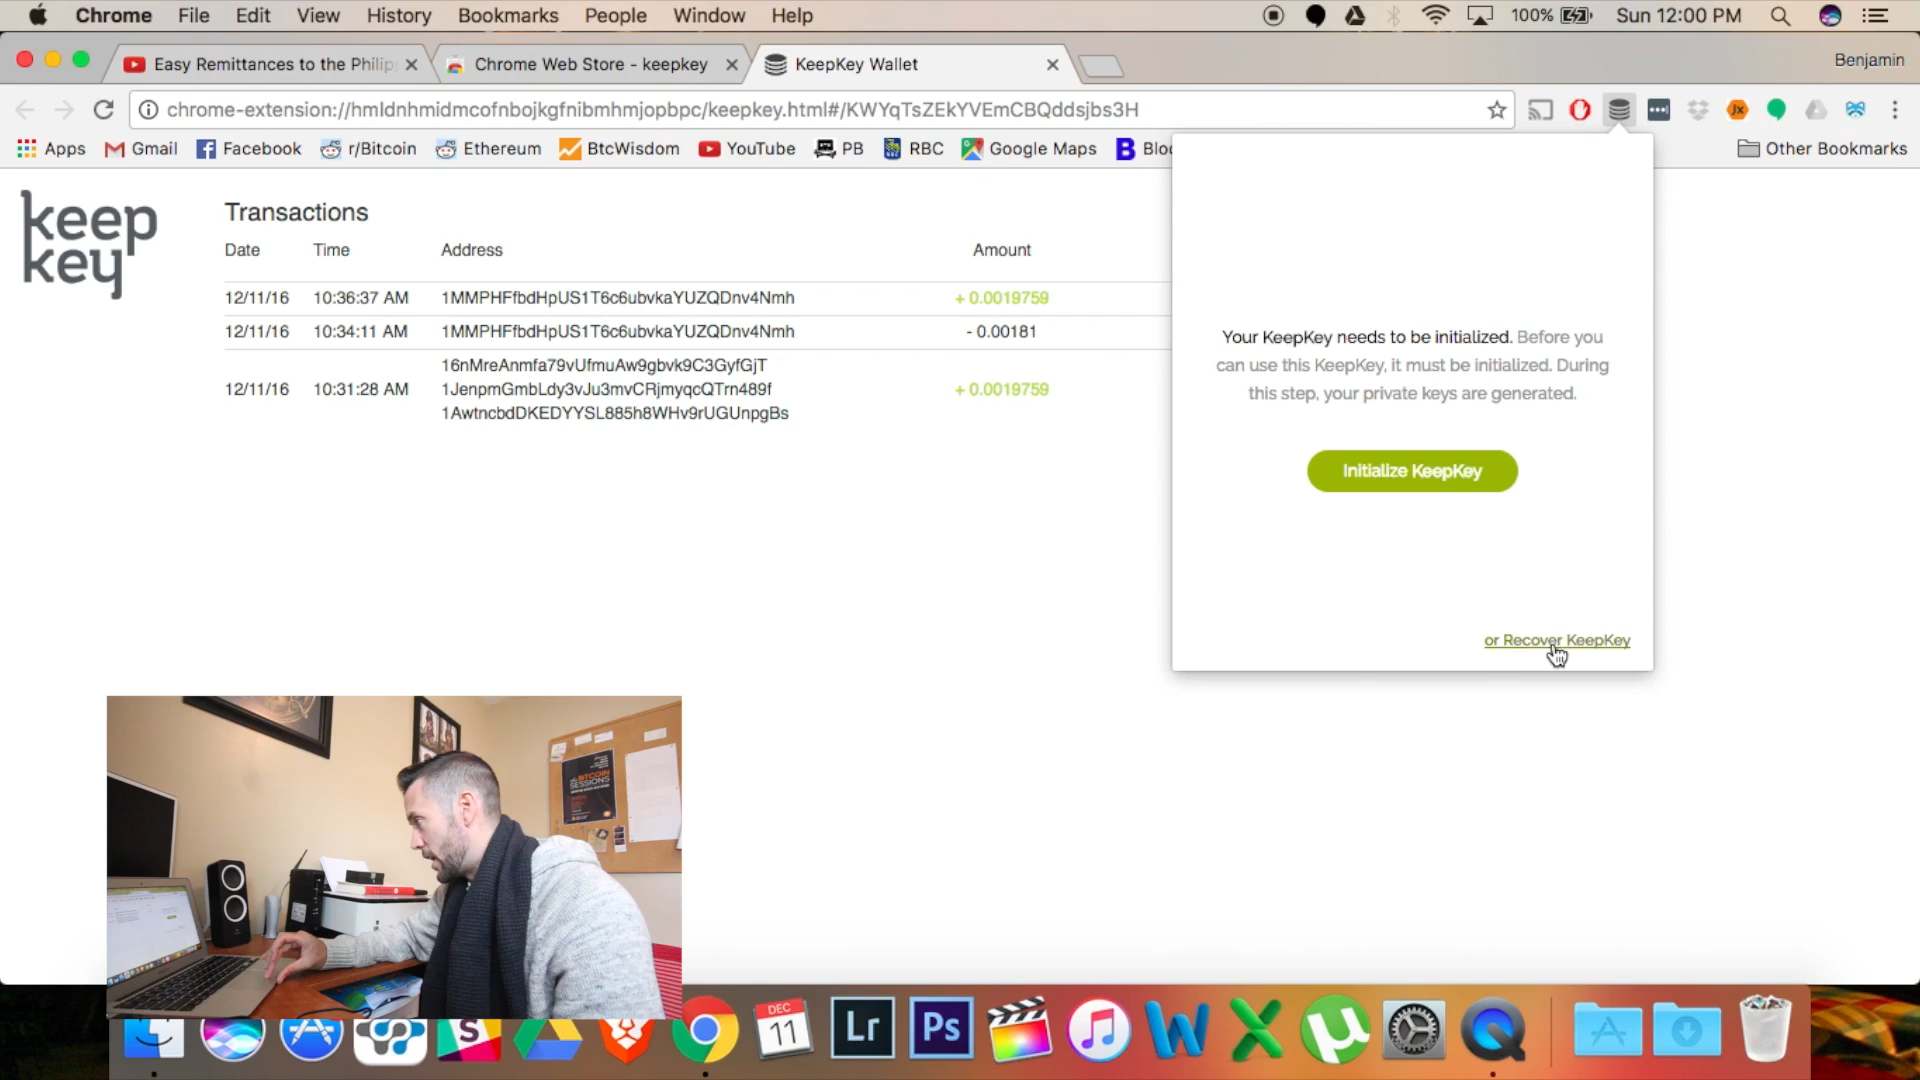 Chrome File Edit View History Bookmarks People Window Help 100% Sun 12:00 PM
Easy Remittances to the Philip Chrome Web Store - keepkey KeepKey Wallet Benjamin
chrome-extension://hmldnhmidmcofnbojkgfnibmhmjopbpc/keepkey.html#/KWYqTsZEkYVEmCBQddsjbs3H
Apps Gmail Facebook r/Bitcoin Ethereum BtcWisdom YouTube PB RBC Google Maps Bloc Other Bookmarks
keep
key
Transactions
Date Time Address Amount
12/11/16 10:36:37 AM 1MMPHFfbdHpUS1T6c6ubvkaYUZQDnv4Nmh + 0.0019759
12/11/16 10:34:11 AM 1MMPHFfbdHpUS1T6c6ubvkaYUZQDnv4Nmh - 0.00181
16nMreAnmfa79vUfmuAw9gbvk9C3GyfGjT
12/11/16 10:31:28 AM 1JenpmGmbLdy3vJu3mvCRjmyqcQTrn489f + 0.0019759
1AwtncbdDKEDYYSL885h8WHv9rUGUnpgBs
Your KeepKey needs to be initialized. Before you
can use this KeepKey, it must be initialized. During
this step, your private keys are generated.
Initialize KeepKey
or Recover KeepKey
BITCOIN
SESSIONS
DEC
11
Lr
Ps